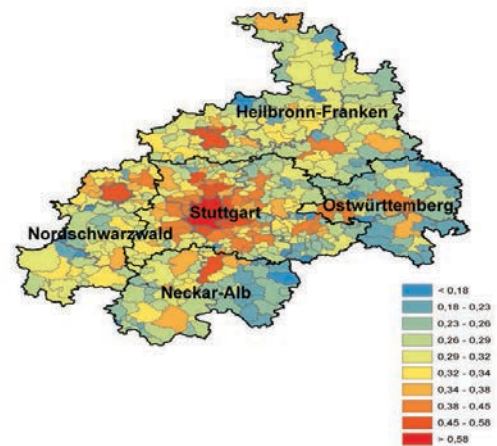 Heilbronn-Franken
Stuttgart
Ostwürttemberg
Nordschwarzwald
Neckar-Alb
< 0,18
0,18 - 0,23
0,23 - 0,26
0,26 - 0,29
0,29 - 0,32
0,32 - 0,34
0,34 - 0,38
0,38 - 0,45
0,45 - 0,58
> 0,58